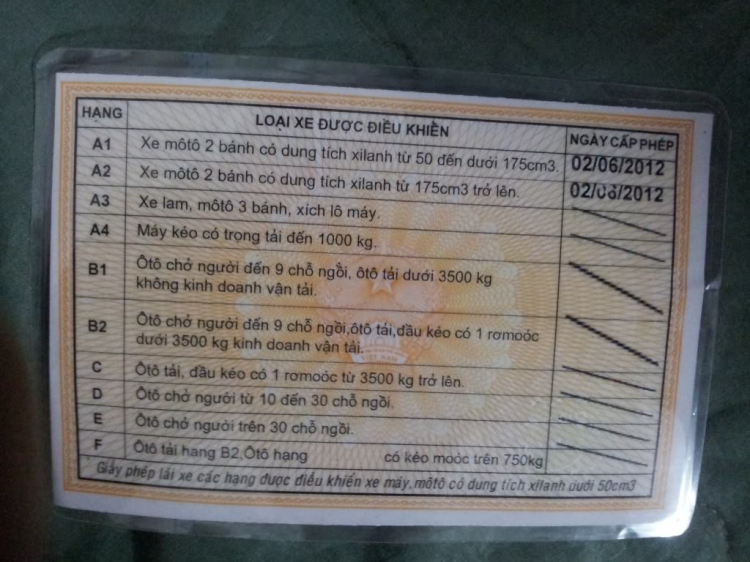 HẠNG LOẠI XE ĐƯỢC ĐIỀU KHIỂN NGÀY CẤP PHÉP
A1 Xe môtô 2 bánh có dung tích xilanh từ 50 đến dưới 175cm3. 02/06/2012
A2 Xe môtô 2 bánh có dung tích xilanh từ 175cm3 trở lên. 02/06/2012
A3 Xe lam, môtô 3 bánh, xích lô máy.
A4 Máy kéo có trọng tải đến 1000 kg.
B1 Ôtô chở người đến 9 chỗ ngồi, ôtô tải dưới 3500 kg
không kinh doanh vận tải.
B2 Ôtô chở người đến 9 chỗ ngồi,ôtô tải,đầu kéo có 1 rơmoóc
dưới 3500 kg kinh doanh vận tải.
VIỆT NAM
C Ôtô tải, đầu kéo có 1 rơmoóc từ 3500 kg trở lên.
D Ôtô chở người từ 10 đến 30 chỗ ngồi.
E Ôtô chở người trên 30 chỗ ngồi.
F Ôtô tải hang B2,Ôtô hạng có kéo moóc trên 750kg
Giấy phép lái xe các hạng được điều khiển xe máy,môtô có dung tích xilanh dưới 50cm3